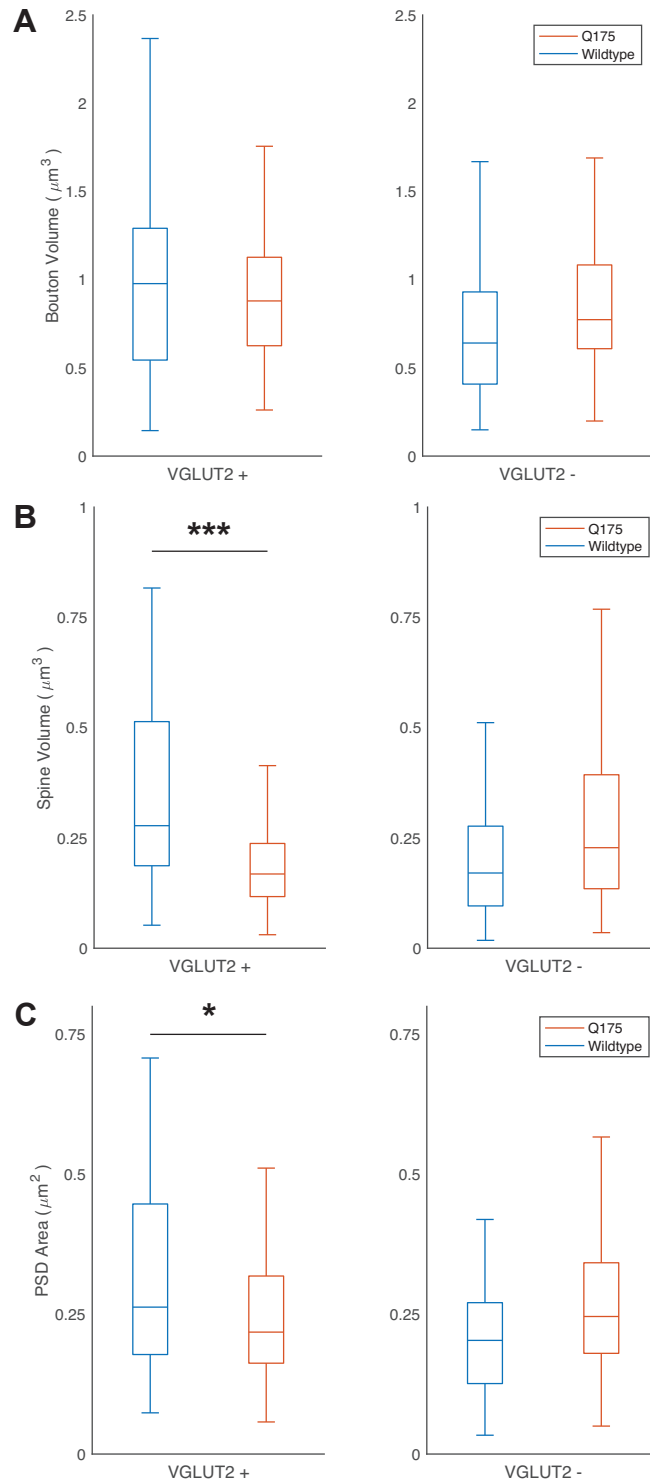 A
2.5
2
1.5
1
0.5
0
Bouton Volume ( μm³ )
VGLUT2 +
2.5
2
1.5
1
0.5
0
VGLUT2 -
Q175
Wildtype
B
1
0.75
0.5
0.25
0
Spine Volume ( μm³ )
***
VGLUT2 +
1
0.75
0.5
0.25
0
VGLUT2 -
Q175
Wildtype
C
0.75
0.5
0.25
0
PSD Area ( μm² )
*
VGLUT2 +
0.75
0.5
0.25
0
VGLUT2 -
Q175
Wildtype